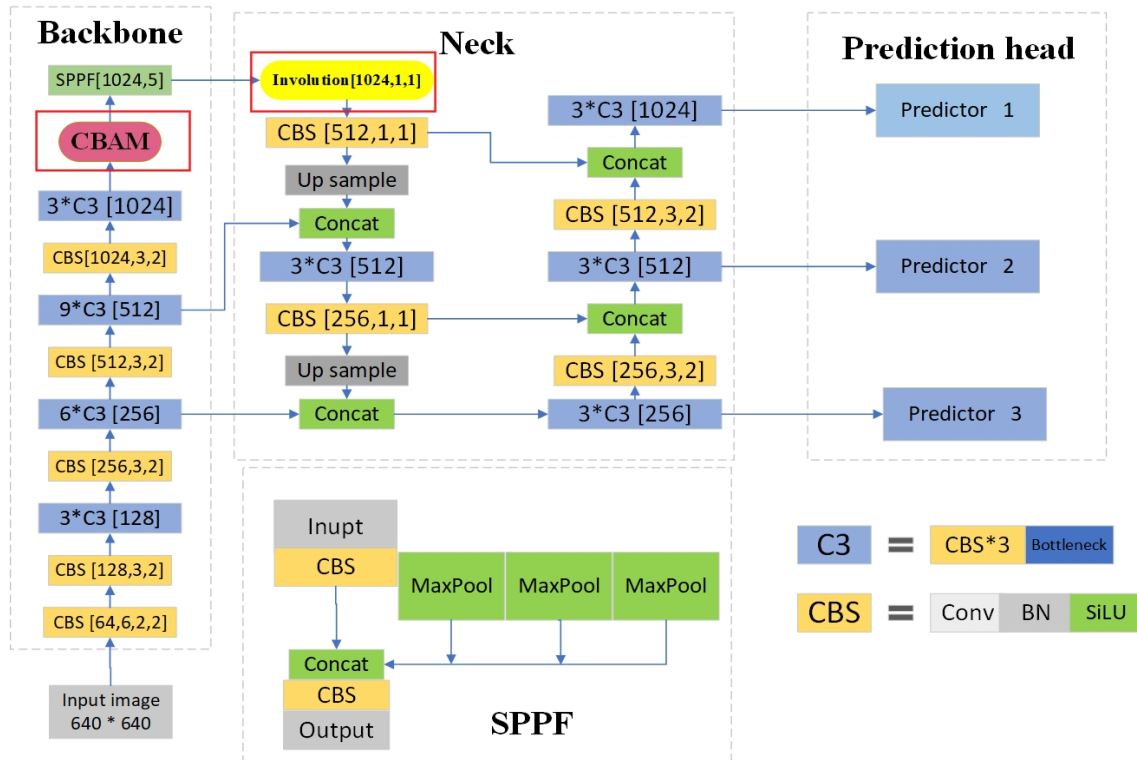 Backbone
SPPF[1024,5]
CBAM
3*C3 [1024]
CBS[1024,3,2]
9*C3 [512]
CBS [512,3,2]
6*C3 [256]
CBS [256,3,2]
3*C3 [128]
CBS [128,3,2]
CBS [64,6,2,2]
Input image
640 * 640
Neck
Involution[1024,1,1]
CBS [512,1,1]
Up sample
Concat
3*C3 [512]
CBS [256,1,1]
Up sample
Concat
3*C3 [1024]
Concat
CBS [512,3,2]
3*C3 [512]
Concat
CBS [256,3,2]
3*C3 [256]
Prediction head
Predictor 1
Predictor 2
Predictor 3
Inupt
CBS
MaxPool
MaxPool
MaxPool
Concat
CBS
Output
SPPF
C3 = CBS*3 Bottleneck
CBS = Conv BN SiLU